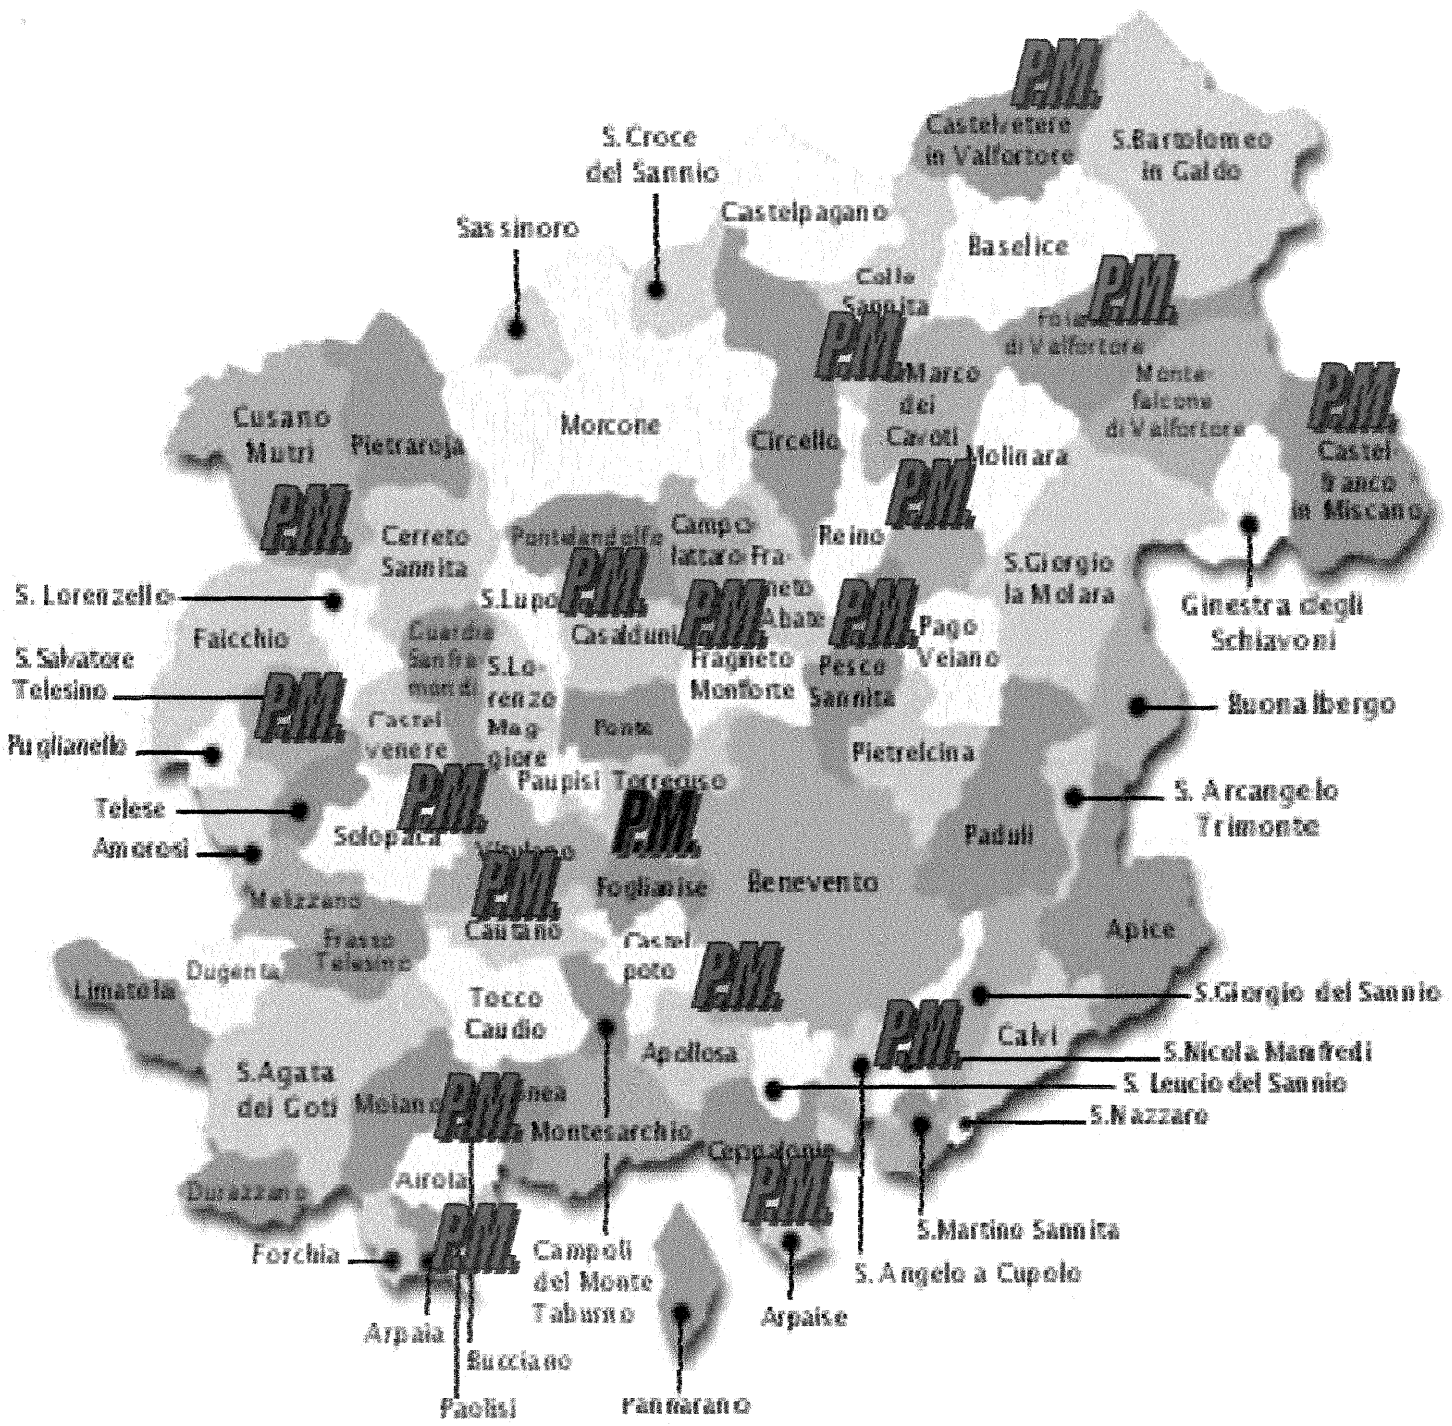 P.M.
Castelvetere
in Valfortore
S.Bartolomeo
in Galdo
S.Croce
del Sannio
Castelpagano
Sassinoro
Baselice
P.M.
Colle
Sannita
P.M.
di Valfortore
Marco
dei
Cavoti
Monte-
falcone
di Valfortore
P.M.
Castel-
franco
in Miscano
Cusano
Mutri
Pietraroja
Morcone
Circello
Molinara
P.M.
P.M.
Cerreto
Sannita
Pontelandolfo
Campo-
lattaro
Fra-
gneto
Abate
Reino
S.Giorgio
la Molara
P.M.
P.M.
P.M.
S. Lorenzello
S.Lupo
Casalduni
Ginestra degli
Schiavoni
Faicchio
Guardia
Sanfra-
mondi
Fragneto
Monforte
Pesco
Sannita
Pago
Veiano
S.Salvatore
Telesino
P.M.
S.Lo-
renzo
Mag-
giore
Castel
venere
Ponte
Buonalbergo
Puglianello
Pietrelcina
Paupisi
Torrecuso
P.M.
P.M.
S. Arcangelo
Trimonte
Telese
Solopaca
Paduli
Amorosi
Vitulano
P.M.
Foglianise
Benevento
Melizzano
Cautano
Castel
poto
Apice
Frasso
Telesino
Dugenta
Limatola
P.M.
Tocco
Caudio
S.Giorgio del Sannio
P.M.
Calvi
Apollosa
S.Nicola Manfredi
S. Leucio del Sannio
S.Agata
dei Goti
Moiano
P.M.
S.Nazzaro
Montesarchio
Ceppaloni
Airola
Durazzano
P.M.
P.M.
S.Martino Sannita
Forchia
Campoli
del Monte
Taburno
S. Angelo a Cupolo
Arpaise
Arpaia
Bucciano
Paolisi
Pannarano